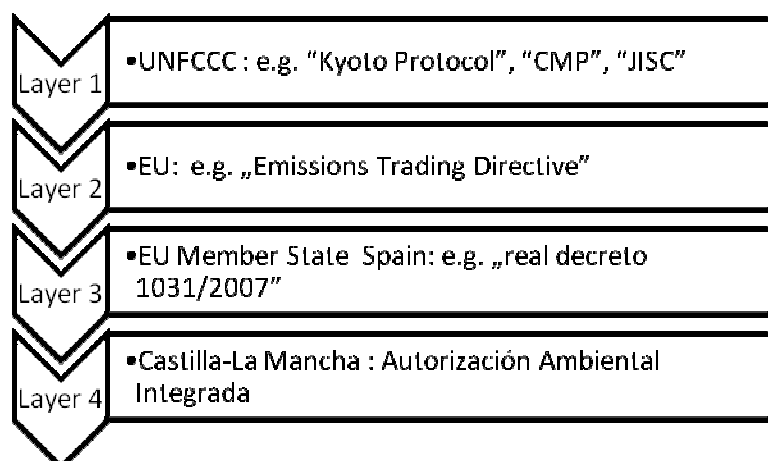 Layer 1
•UNFCCC : e.g. “Kyoto Protocol”, “CMP”, “JISC”
Layer 2
•EU: e.g. „Emissions Trading Directive”
Layer 3
•EU Member State Spain: e.g. „real decreto
1031/2007”
Layer 4
•Castilla-La Mancha : Autorización Ambiental
Integrada